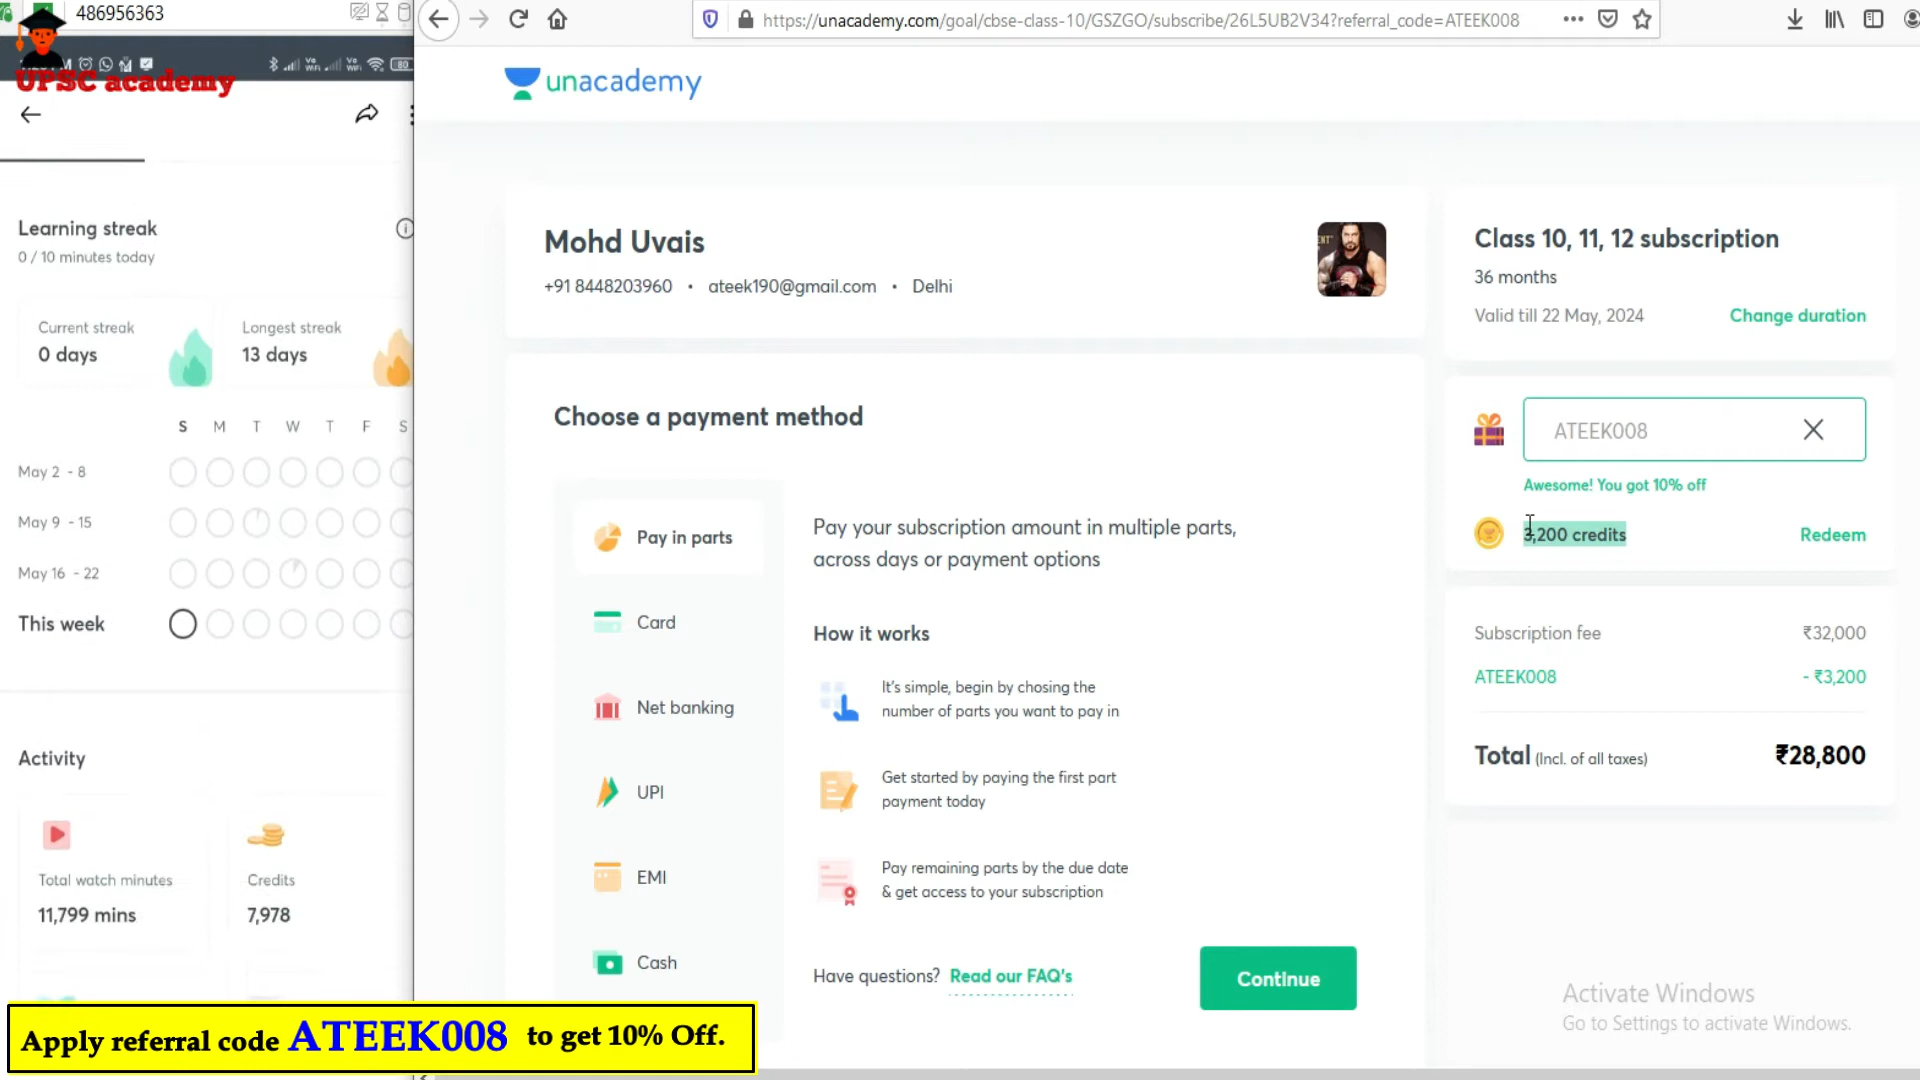 486956363
UPSC academy
Learning streak
0 / 10 minutes today
Current streak
0 days
Longest streak
13 days
S M T W T F S
May 2 - 8
May 9 - 15
May 16 - 22
This week
Activity
Total watch minutes
11,799 mins
Credits
7,978
https://unacademy.com/goal/cbse-class-10/GSZGO/subscribe/26L5UB2V34?referral_code=ATEEK008
unacademy
Mohd Uvais
+91 8448203960 • ateek190@gmail.com • Delhi
Choose a payment method
Pay in parts
Card
Net banking
UPI
EMI
Cash
Pay your subscription amount in multiple parts,
across days or payment options
How it works
It's simple, begin by chosing the
number of parts you want to pay in
Get started by paying the first part
payment today
Pay remaining parts by the due date
& get access to your subscription
Have questions? Read our FAQ's
Continue
Class 10, 11, 12 subscription
36 months
Valid till 22 May, 2024 Change duration
ATEEK008
Awesome! You got 10% off
3,200 credits Redeem
Subscription fee ₹32,000
ATEEK008 - ₹3,200
Total (Incl. of all taxes) ₹28,800
Activate Windows
Go to Settings to activate Windows.
Apply referral code ATEEK008 to get 10% Off.